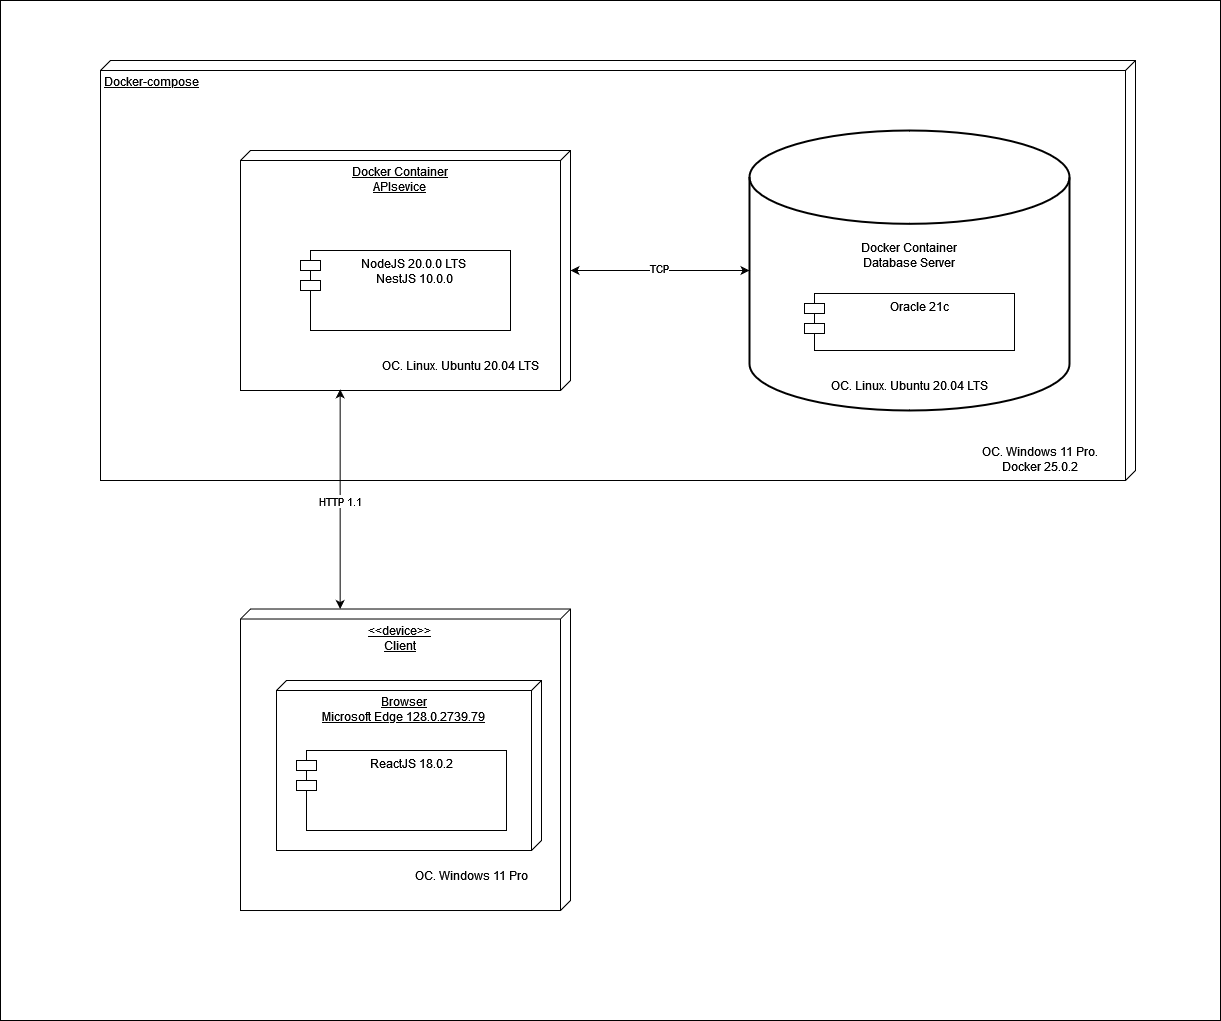 Docker-compose
Docker Container
APIsevice
NodeJS 20.0.0 LTS
NestJS 10.0.0
OC. Linux. Ubuntu 20.04 LTS
TCP
Docker Container
Database Server
Oracle 21c
OC. Linux. Ubuntu 20.04 LTS
OC. Windows 11 Pro.
Docker 25.0.2
HTTP 1.1
<<device>>
Client
Browser
Microsoft Edge 128.0.2739.79
ReactJS 18.0.2
OC. Windows 11 Pro